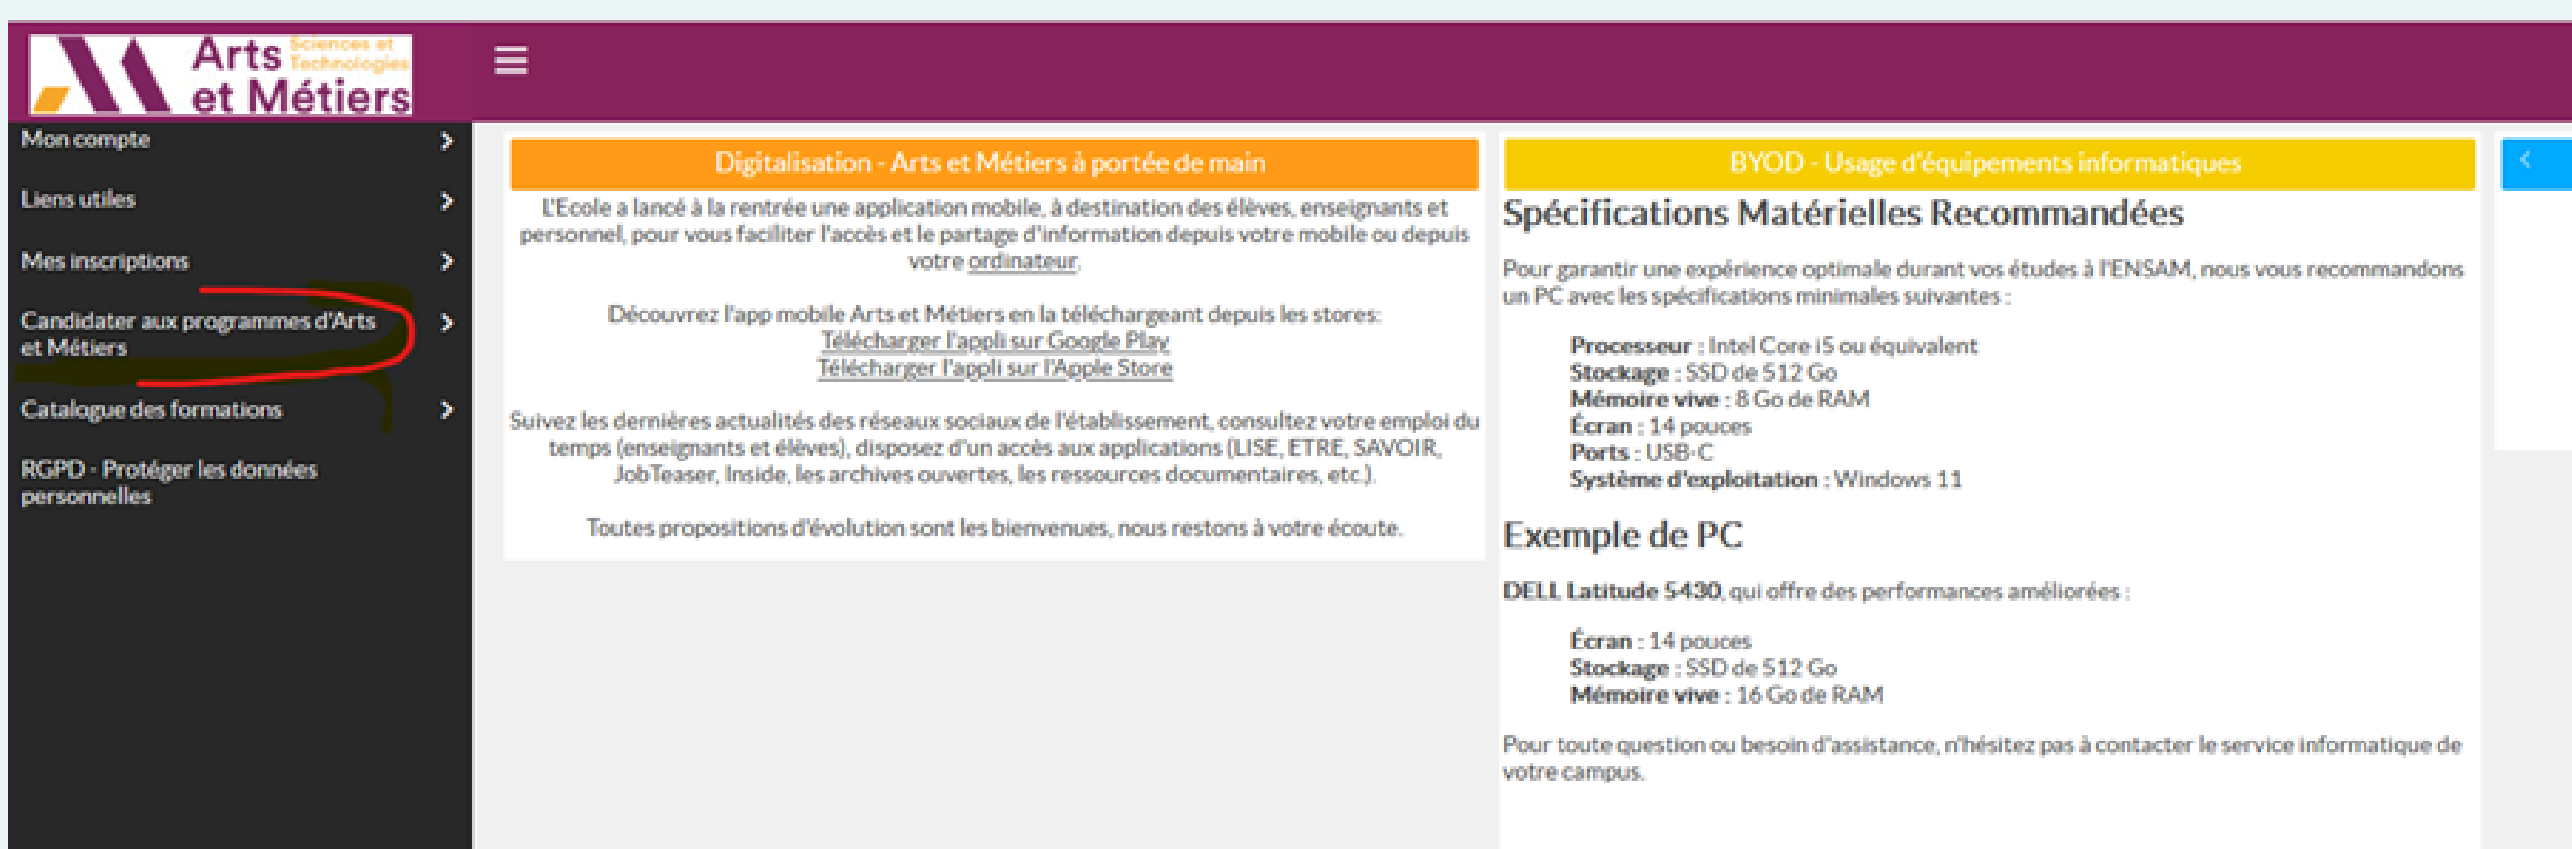 Arts Sciences et
Technologies
et Métiers
Mon compte
Liens utiles
Mes inscriptions
Candidater aux programmes d'Arts
et Métiers
Catalogue des formations
RGPD - Protéger les données
personnelles
Digitalisation - Arts et Métiers à portée de main
L'Ecole a lancé à la rentrée une application mobile, à destination des élèves, enseignants et
personnel, pour vous faciliter l'accès et le partage d'information depuis votre mobile ou depuis
votre ordinateur.
Découvrez l'app mobile Arts et Métiers en la téléchargeant depuis les stores:
Télécharger l'appli sur Google Play
Télécharger l'appli sur l'Apple Store
Suivez les dernières actualités des réseaux sociaux de l'établissement, consultez votre emploi du
temps (enseignants et élèves), disposez d'un accès aux applications (LISE, ETRE, SAVOIR,
JobTeaser, Inside, les archives ouvertes, les ressources documentaires, etc.).
Toutes propositions d'évolution sont les bienvenues, nous restons à votre écoute.
BYOD - Usage d'équipements informatiques
Spécifications Matérielles Recommandées
Pour garantir une expérience optimale durant vos études à l'ENSAM, nous vous recommandons
un PC avec les spécifications minimales suivantes :
Processeur : Intel Core i5 ou équivalent
Stockage : SSD de 512 Go
Mémoire vive : 8 Go de RAM
Écran : 14 pouces
Ports : USB-C
Système d'exploitation : Windows 11
Exemple de PC
DELL Latitude 5430, qui offre des performances améliorées :
Écran : 14 pouces
Stockage : SSD de 512 Go
Mémoire vive : 16 Go de RAM
Pour toute question ou besoin d'assistance, n'hésitez pas à contacter le service informatique de
votre campus.